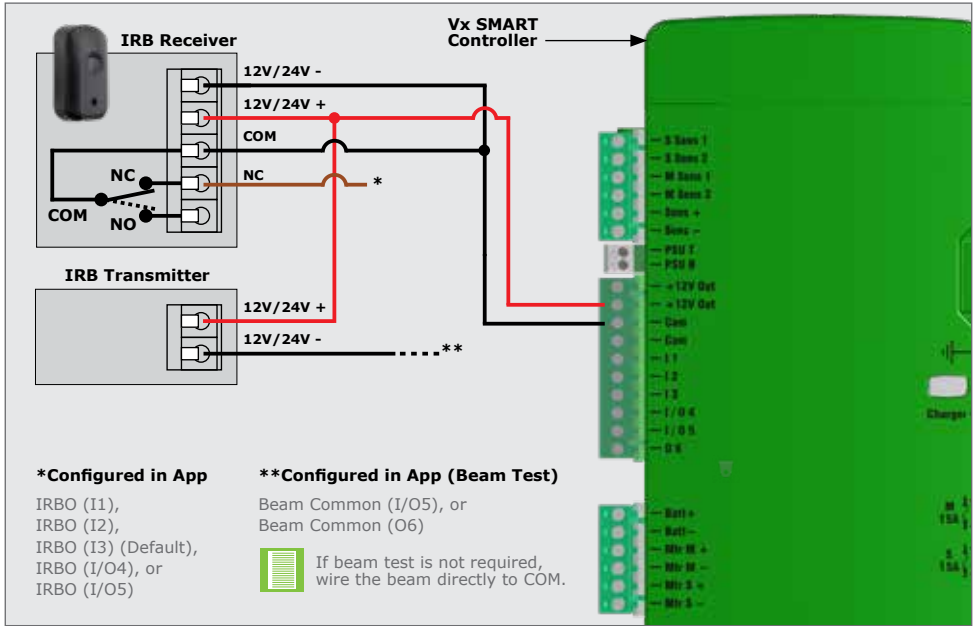 IRB Receiver
Vx SMART
Controller
12V/24V -
12V/24V +
COM
NC
*
NC
COM
NO
IRB Transmitter
12V/24V +
12V/24V -
**
S Sens 1
S Sens 2
M Sens 1
M Sens 2
Sens +
Sens -
PSU T
PSU N
+12V Out
+12V Out
Com
Com
I 1
I 2
I 3
I/O 4
I/O 5
O 6
Charger
Batt+
Batt-
Mtr M +
Mtr M -
Mtr S +
Mtr S -
M
15A
S
15A
*Configured in App
IRBO (I1),
IRBO (I2),
IRBO (I3) (Default),
IRBO (I/O4), or
IRBO (I/O5)
**Configured in App (Beam Test)
Beam Common (I/O5), or
Beam Common (O6)
If beam test is not required,
wire the beam directly to COM.